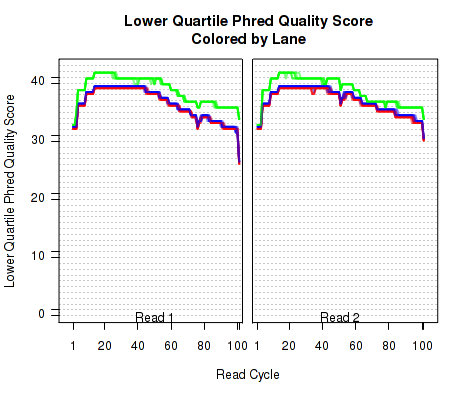 Lower Quartile Phred Quality Score
Colored by Lane
Lower Quartile Phred Quality Score
40
30
20
10
0
Read 1
Read 2
1 20 40 60 80 100
1 20 40 60 80 100
Read Cycle